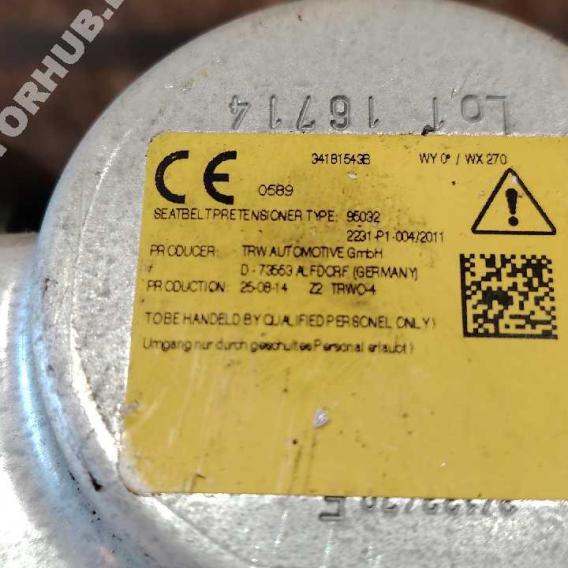 LOT 16714
34181543B WY 0° / WX 270
CE 0589
SEATBELTPRETENSIONER TYPE: 95032
2231-P1-004/2011
PRODUCER: TRW AUTOMOTIVE GmbH
D - 73553 ALFDORF (GERMANY)
PRODUCTION: 25-08-14 Z2 TRWO-4
TO BE HANDELED BY QUALIFIED PERSONEL ONLY)
Umgang nur durch geschultes Personal erlaubt )